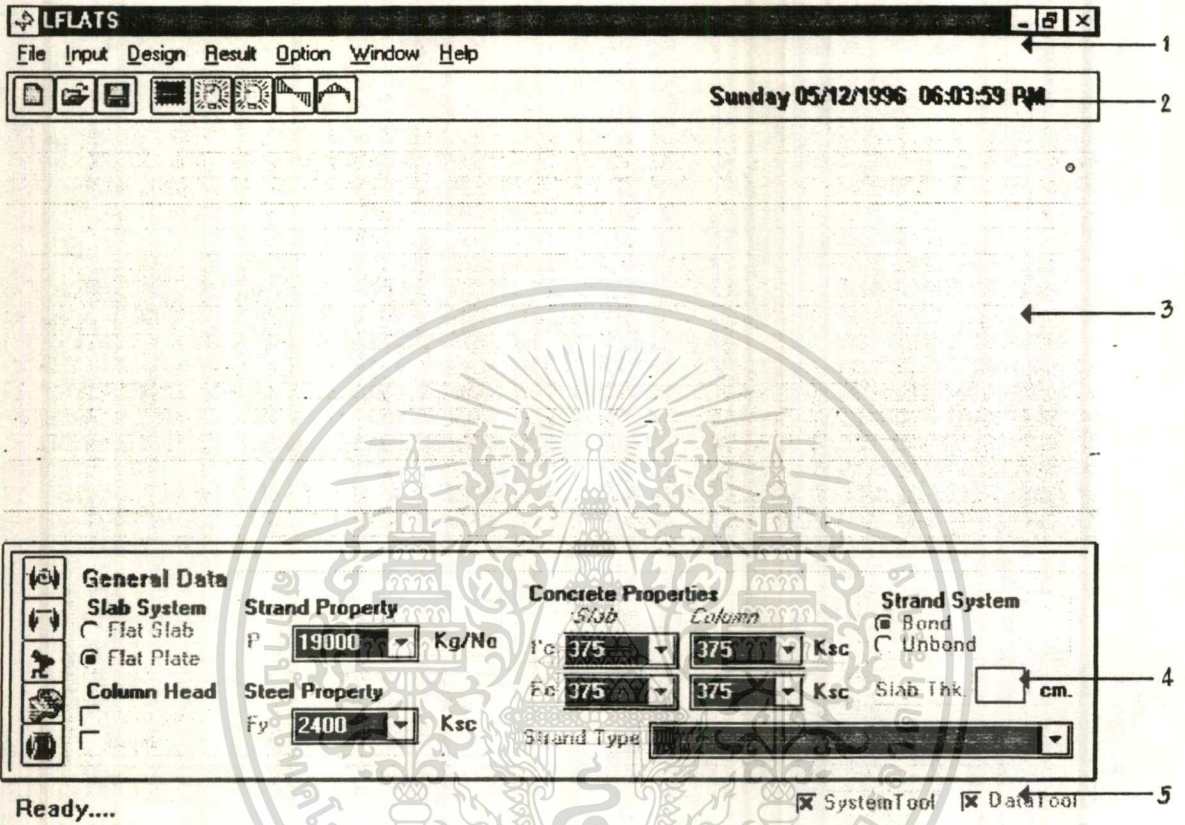 LFLATS
File Input Design Result Option Window Help
1
Sunday 05/12/1996 06:03:59 PM
2
3
General Data
Slab System
Flat Slab
Flat Plate
Column Head
Strand Property
P 19000 Kg/No
Steel Property
Fy 2400 Ksc
Concrete Properties
Slab Column
Fc 375 375 Ksc
Ec 375 375 Ksc
Strand Type
Strand System
Bond
Unbond
Slab Thk. cm.
4
Ready.... SystemTool DataTool
5